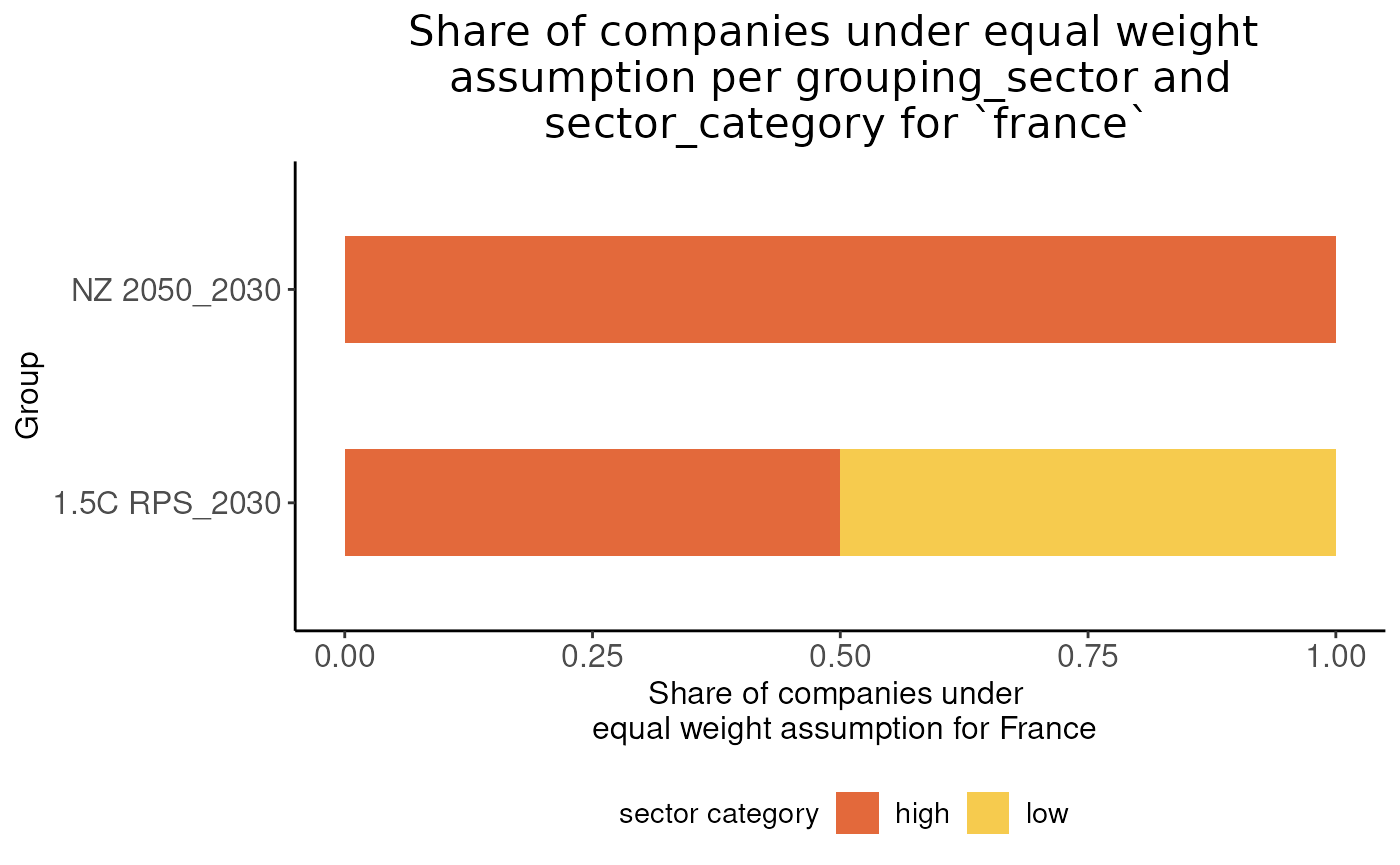 Share of companies under equal weight
assumption per grouping_sector and
sector_category for `france`
Group
NZ 2050_2030
1.5C RPS_2030
0.00 0.25 0.50 0.75 1.00
Share of companies under
equal weight assumption for France
sector category high low